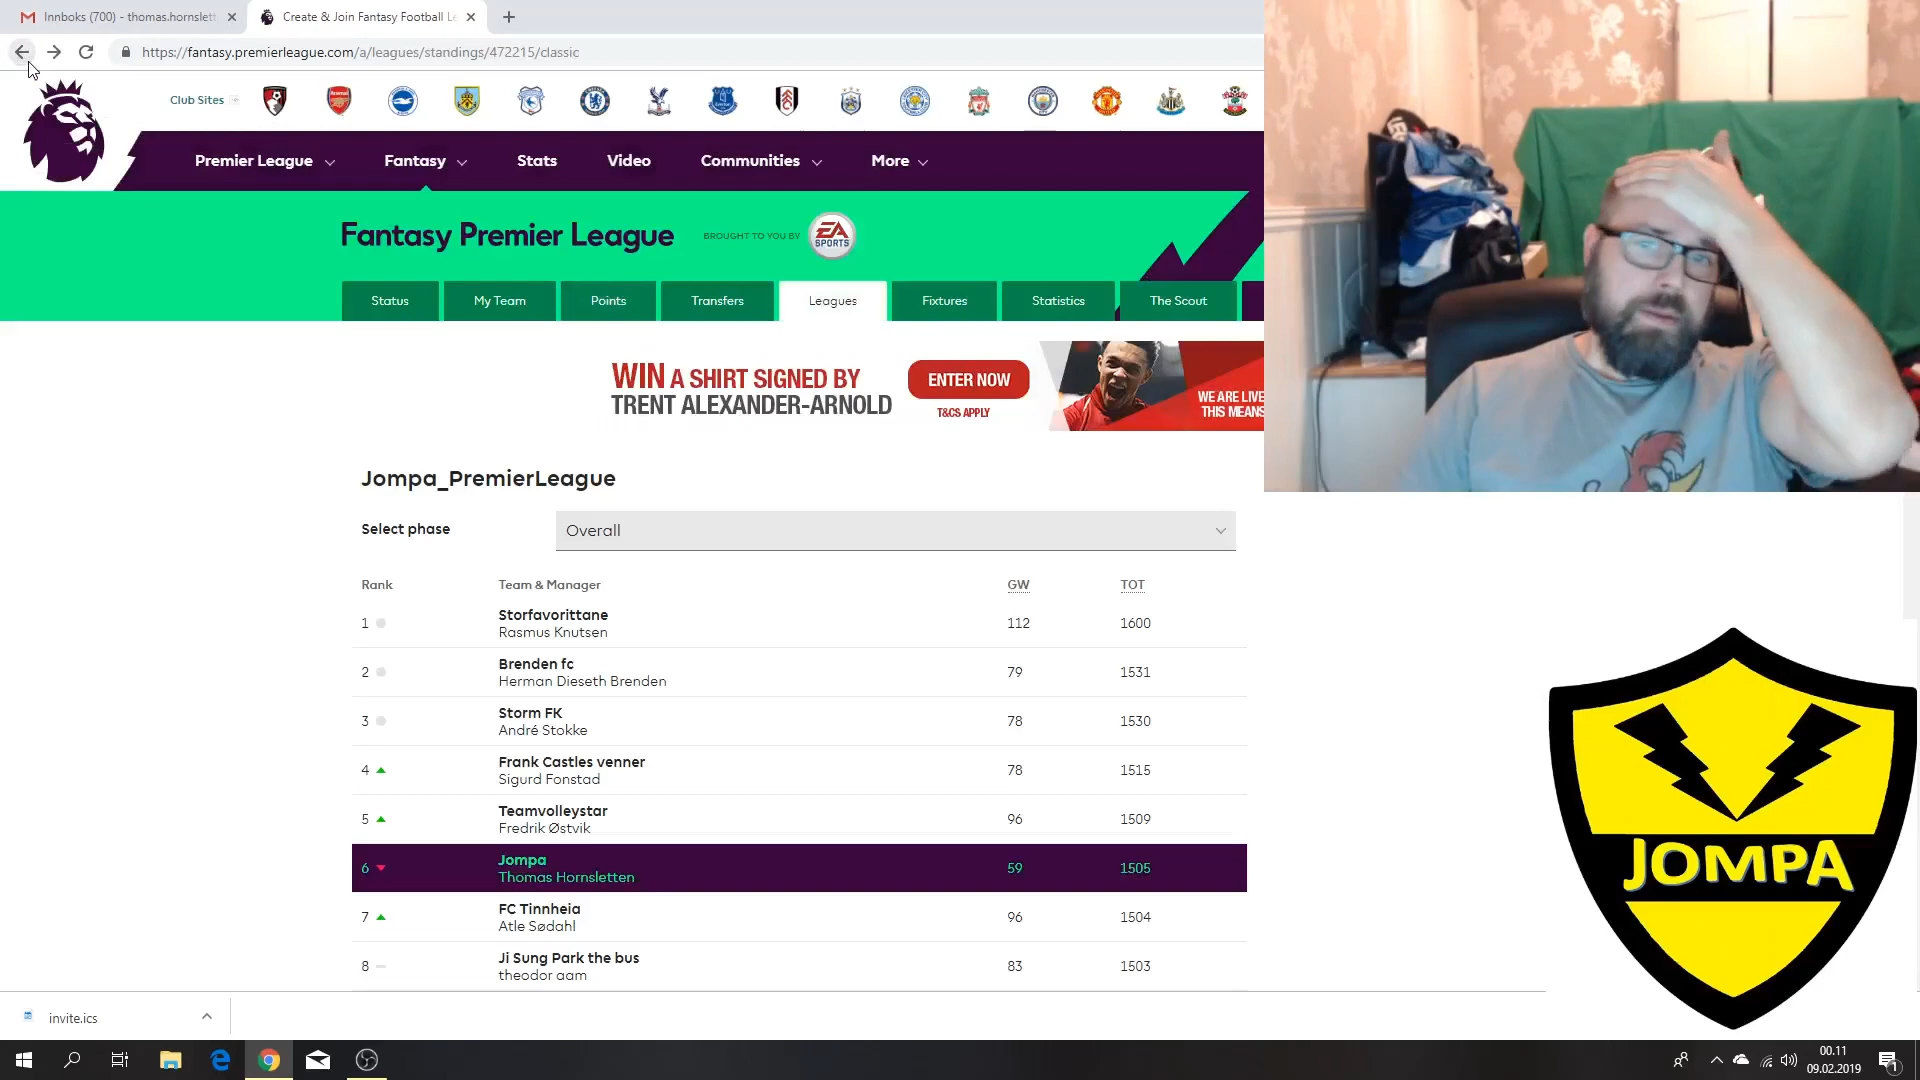 Innboks (700) - thomas.hornslett
Create & Join Fantasy Football Le
https://fantasy.premierleague.com/a/leagues/standings/472215/classic
Club Sites
Premier League
Fantasy
Stats
Video
Communities
More
Fantasy Premier League
BROUGHT TO YOU BY
EA SPORTS
Status
My Team
Points
Transfers
Leagues
Fixtures
Statistics
The Scout
WIN A SHIRT SIGNED BY
TRENT ALEXANDER-ARNOLD
ENTER NOW
T&CS APPLY
WE ARE LIVE
THIS MEANS
Jompa_PremierLeague
Select phase
Overall
Rank Team & Manager GW TOT
1 Storfavorittane 112 1600
Rasmus Knutsen
2 Brenden fc 79 1531
Herman Dieseth Brenden
3 Storm FK 78 1530
André Stokke
4 Frank Castles venner 78 1515
Sigurd Fonstad
5 Teamvolleystar 96 1509
Fredrik Østvik
6 Jompa 59 1505
Thomas Hornsletten
7 FC Tinnheia 96 1504
Atle Sødahl
8 Ji Sung Park the bus 83 1503
theodor aam
JOMPA
invite.ics
00.11
09.02.2019
1